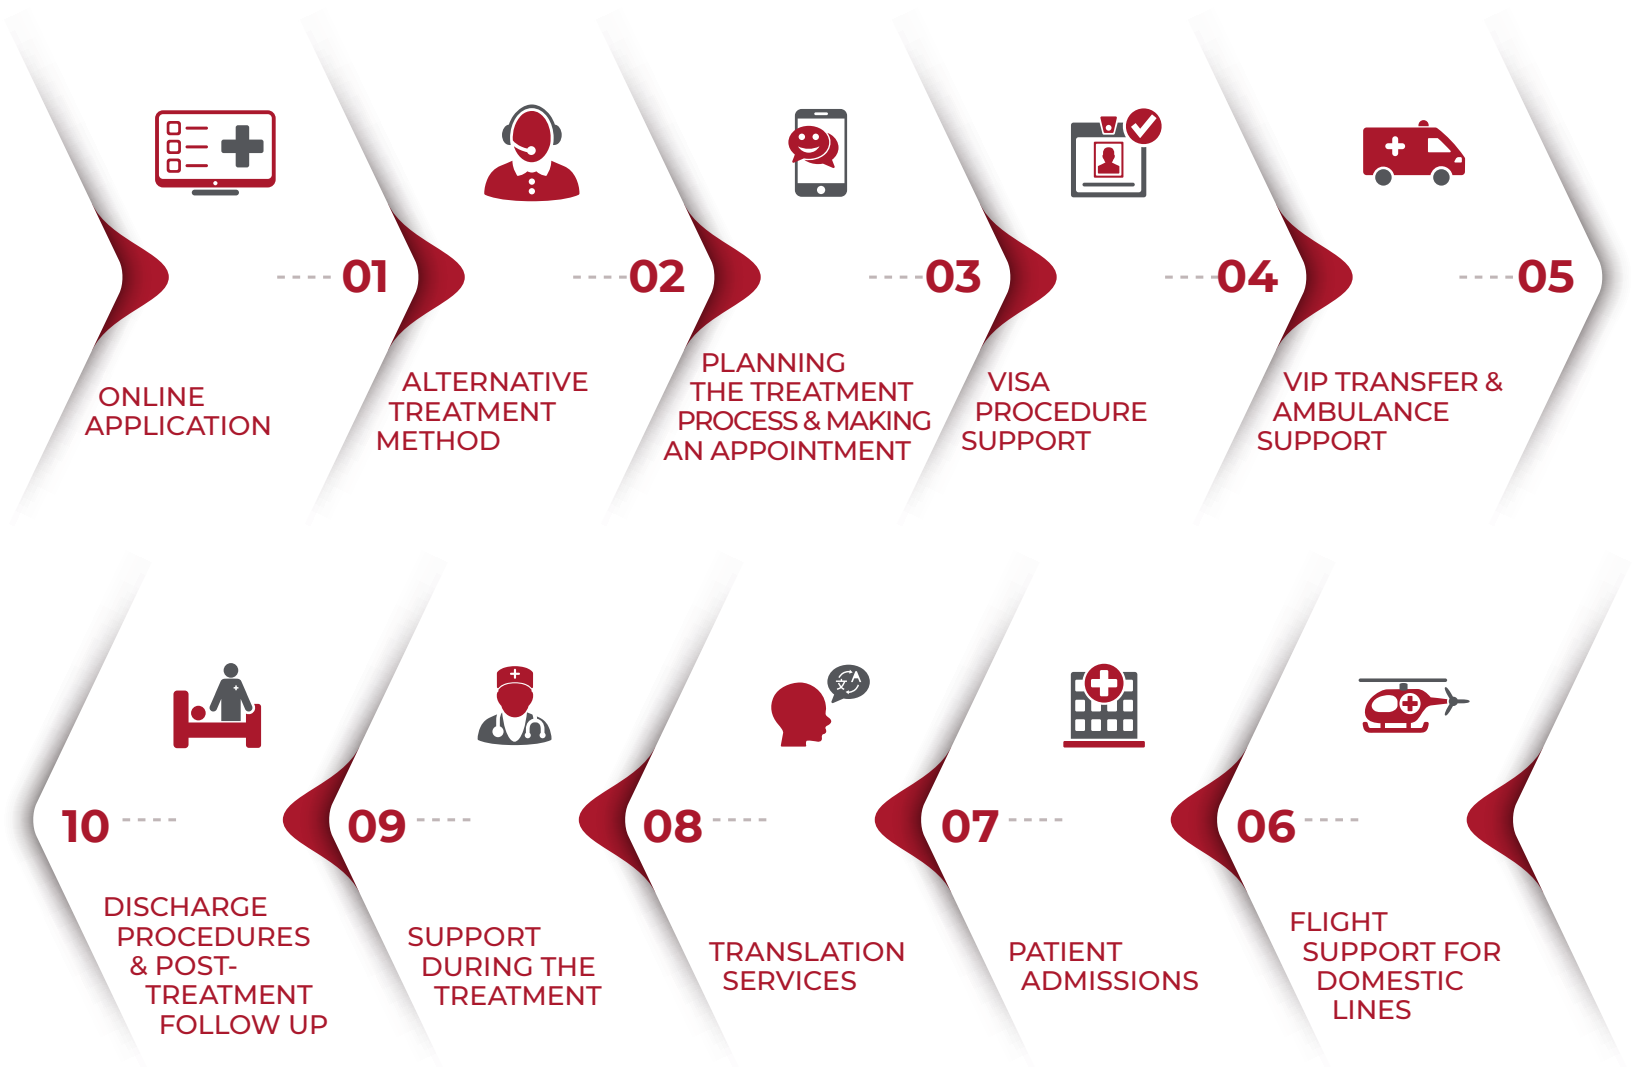 01
ONLINE
APPLICATION
02
ALTERNATIVE
TREATMENT
METHOD
03
PLANNING
THE TREATMENT
PROCESS & MAKING
AN APPOINTMENT
04
VISA
PROCEDURE
SUPPORT
05
VIP TRANSFER &
AMBULANCE
SUPPORT
06
FLIGHT
SUPPORT FOR
DOMESTIC
LINES
07
PATIENT
ADMISSIONS
文 A
08
TRANSLATION
SERVICES
09
SUPPORT
DURING THE
TREATMENT
10
DISCHARGE
PROCEDURES
& POST-
TREATMENT
FOLLOW UP